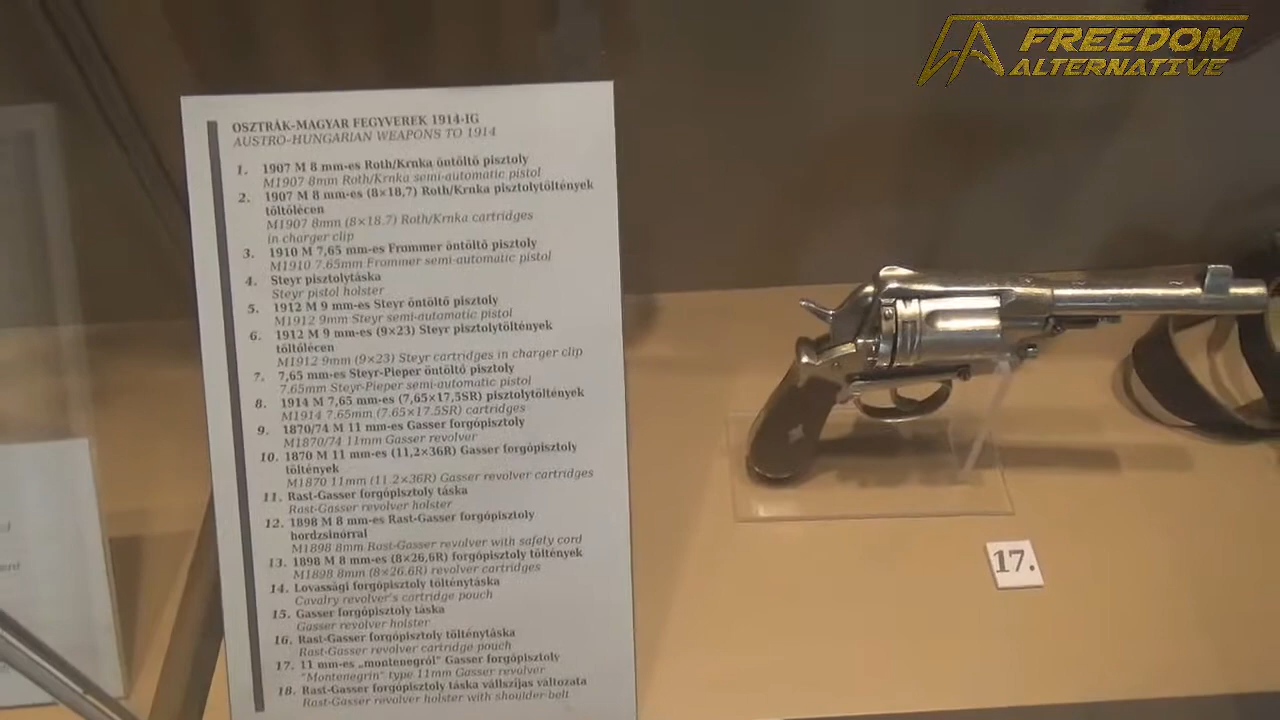 FREEDOM
ALTERNATIVE
OSZTRÁK-MAGYAR FEGYVEREK 1914-IG
AUSTRO-HUNGARIAN WEAPONS TO 1914
1. 1907 M 8 mm-es Roth/Krnka öntöltő pisztoly
M1907 8mm Roth/Krnka semi-automatic pistol
2. 1907 M 8 mm-es (8×18,7) Roth/Krnka pisztolytöltények
töltőlécen
M1907 8mm (8×18.7) Roth/Krnka cartridges
in charger clip
3. 1910 M 7,65 mm-es Frommer öntöltő pisztoly
M1910 7.65mm Frommer semi-automatic pistol
4. Steyr pisztolytáska
Steyr pistol holster
5. 1912 M 9 mm-es Steyr öntöltő pisztoly
M1912 9mm Steyr semi-automatic pistol
6. 1912 M 9 mm-es (9×23) Steyr pisztolytöltények
töltőlécen
M1912 9mm (9×23) Steyr cartridges in charger clip
7. 7,65 mm-es Steyr-Pieper öntöltő pisztoly
7.65mm Steyr-Pieper semi-automatic pistol
8. 1914 M 7,65 mm-es (7,65×17,5SR) pisztolytöltények
M1914 7.65mm (7.65×17.5SR) cartridges
9. 1870/74 M 11 mm-es Gasser forgópisztoly
M1870/74 11mm Gasser revolver
10. 1870 M 11 mm-es (11,2×36R) Gasser forgópisztoly
töltények
M1870 11mm (11 2×36R) Gasser revolver cartridges
11. Rast-Gasser forgópisztoly táska
Rast-Gasser revolver holster
12. 1898 M 8 mm-es Rast-Gasser forgópisztoly
hordzsinórral
M1898 8mm Rast-Gasser revolver with safety cord
13. 1898 M 8 mm-es (8×26,6R) forgópisztoly töltények
M1898 8mm (8×26.6R) revolver cartridges
14. Lovassági forgópisztoly tölténytáska
Cavalry revolver's cartridge pouch
15. Gasser forgópisztoly táska
Gasser revolver holster
16. Rast-Gasser forgópisztoly tölténytáska
Rast-Gasser revolver cartridge pouch
17. 11 mm-es „montenegrói" Gasser forgópisztoly
"Montenegrin" type 11mm Gasser revolver
18. Rast-Gasser forgópisztoly táska vállszíjas változata
Rast-Gasser revolver holster with shoulder-belt
17.